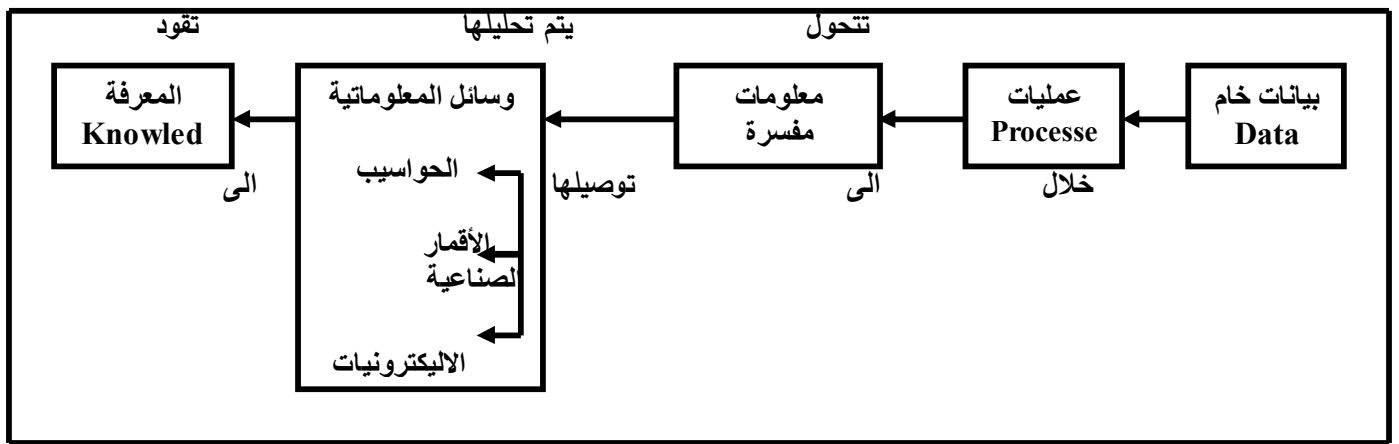 تتحول
يتم تحليلها
تقود
بيانات خام
Data
عمليات
Processe
معلومات
مفسرة
وسائل المعلوماتية
المعرفة
Knowled
خلال
الى
توصيلها
الى
الحواسيب
الأقمار
الصناعية
الاليكترونيات